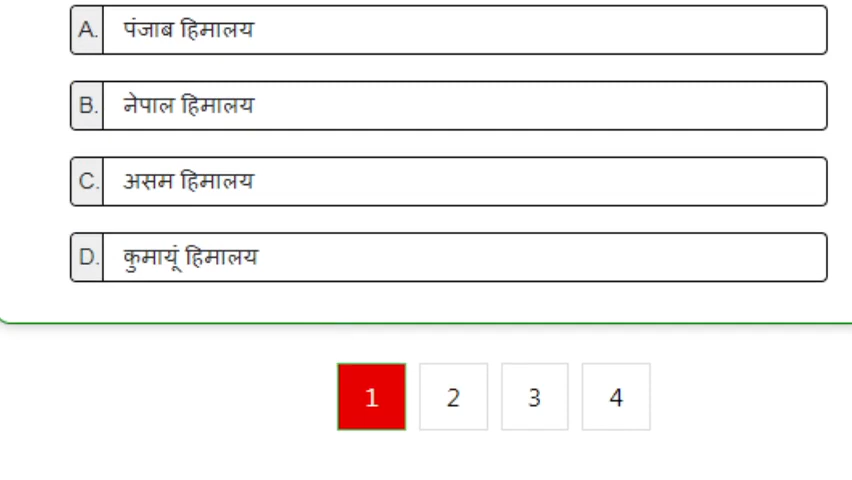 A. पंजाब हिमालय
B. नेपाल हिमालय
C. असम हिमालय
D. कुमायूं हिमालय
1 2 3 4